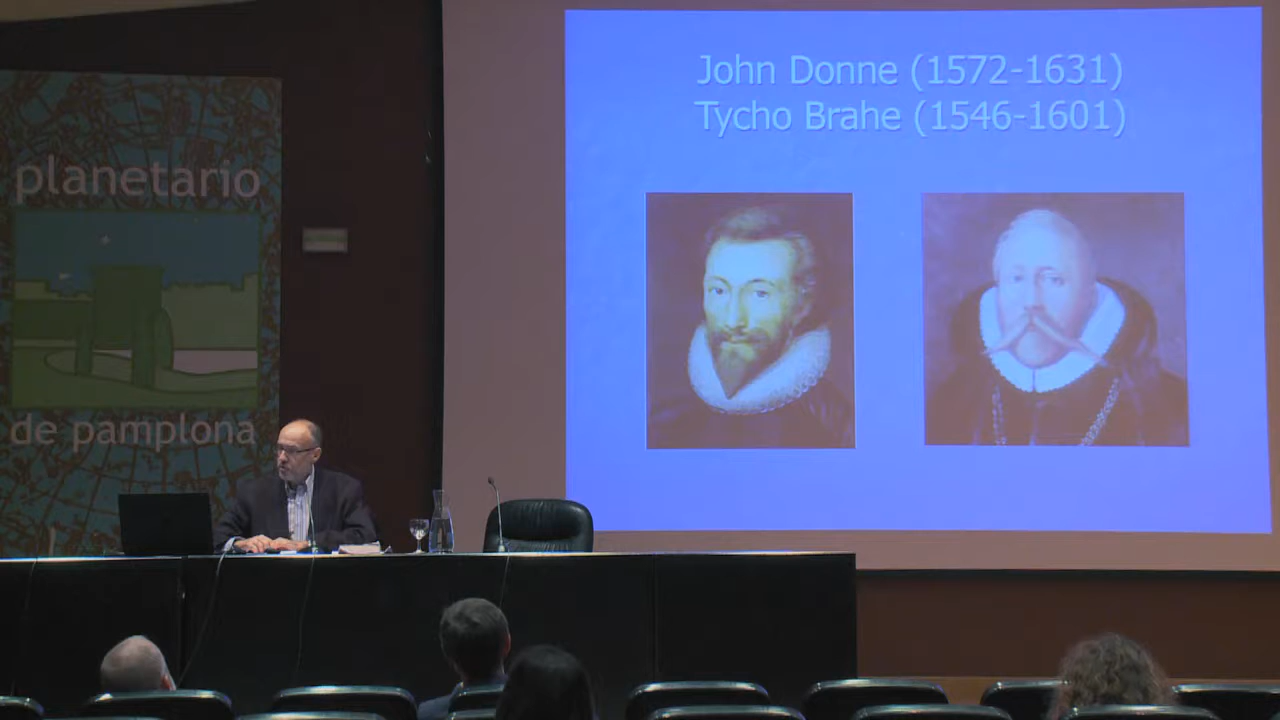 John Donne (1572-1631)
Tycho Brahe (1546-1601)
planetario
de pamplona